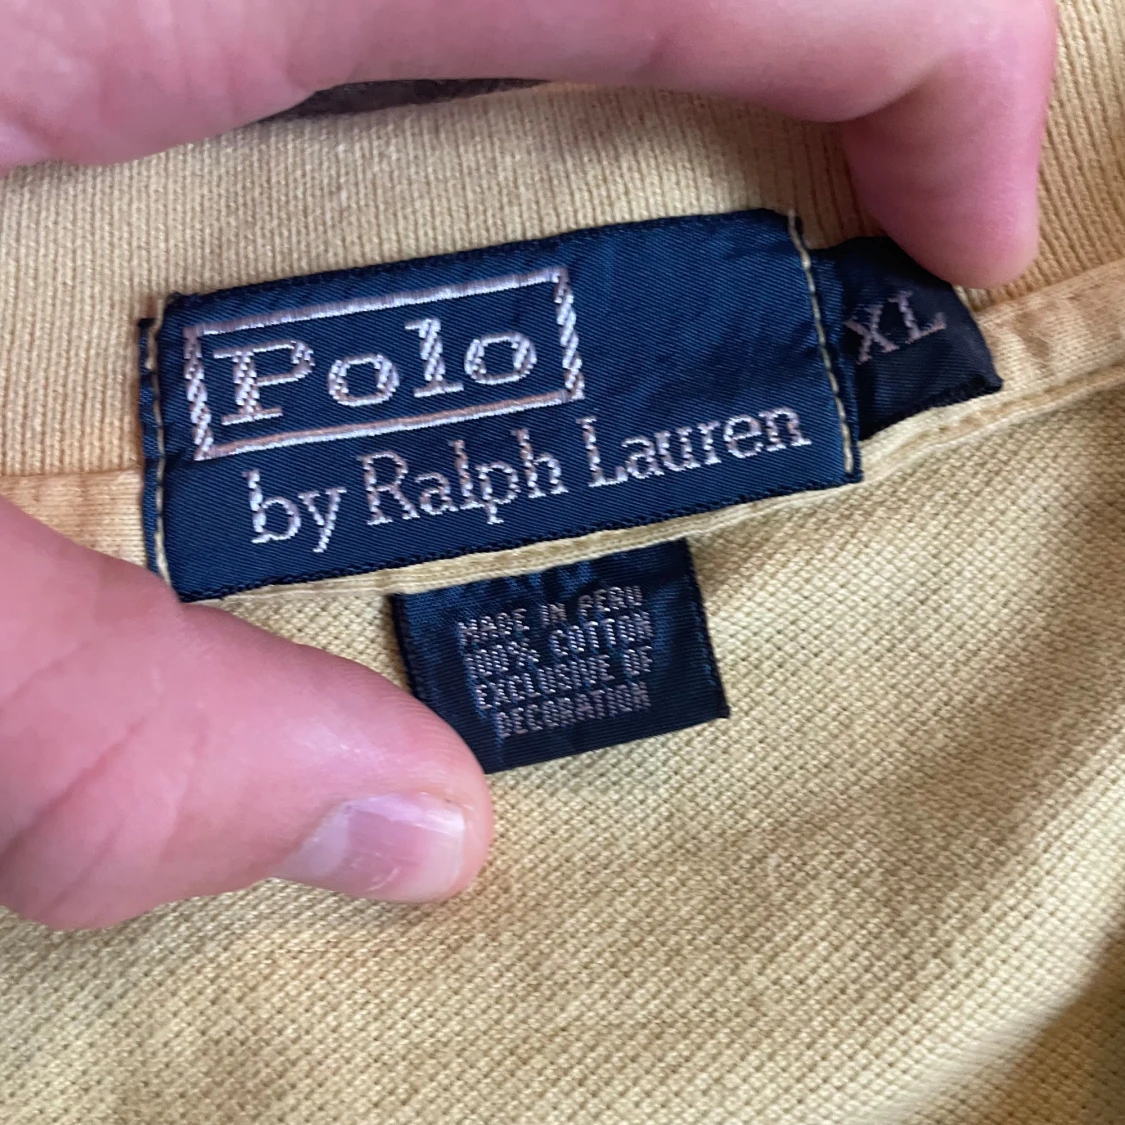 Polo
by Ralph Lauren
XL
MADE IN PERU
100% COTTON
EXCLUSIVE OF
DECORATION